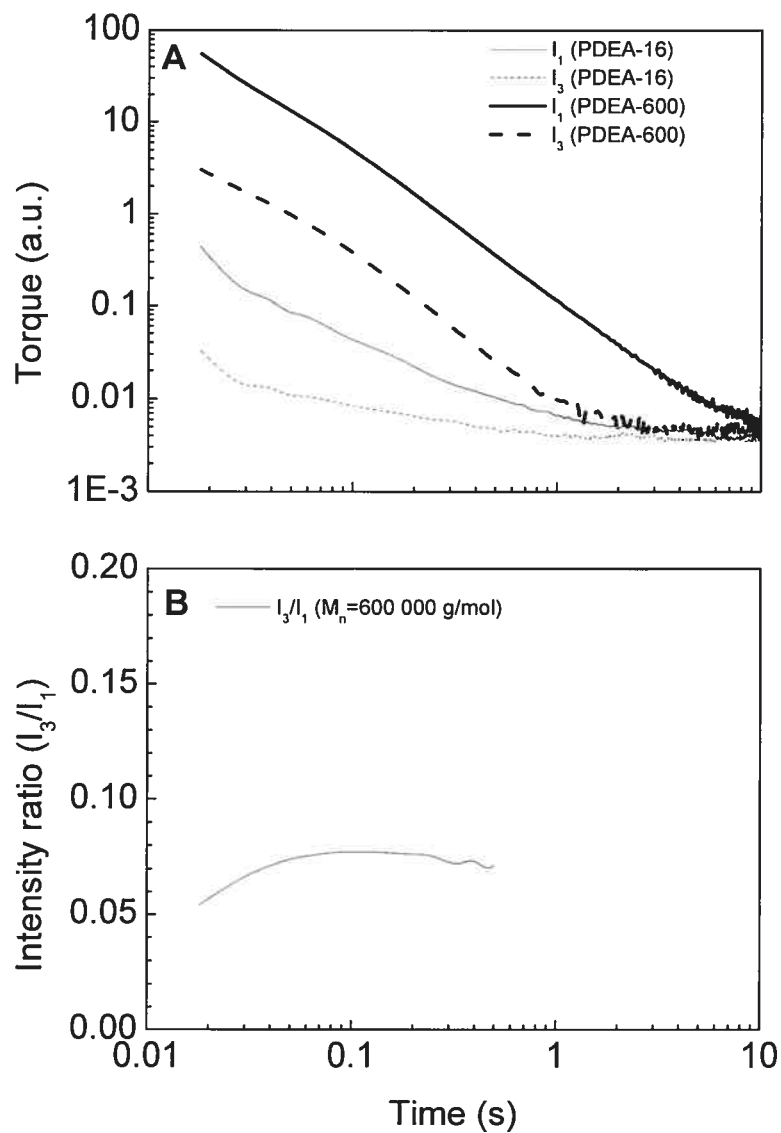 A
I₁ (PDEA-16)
I₃ (PDEA-16)
I₁ (PDEA-600)
I₃ (PDEA-600)
100
10
1
0.1
0.01
1E-3
Torque (a.u.)
B
I₃/I₁ (Mₙ=600 000 g/mol)
0.20
0.15
0.10
0.05
0.00
Intensity ratio (I₃/I₁)
0.01
0.1
1
10
Time (s)